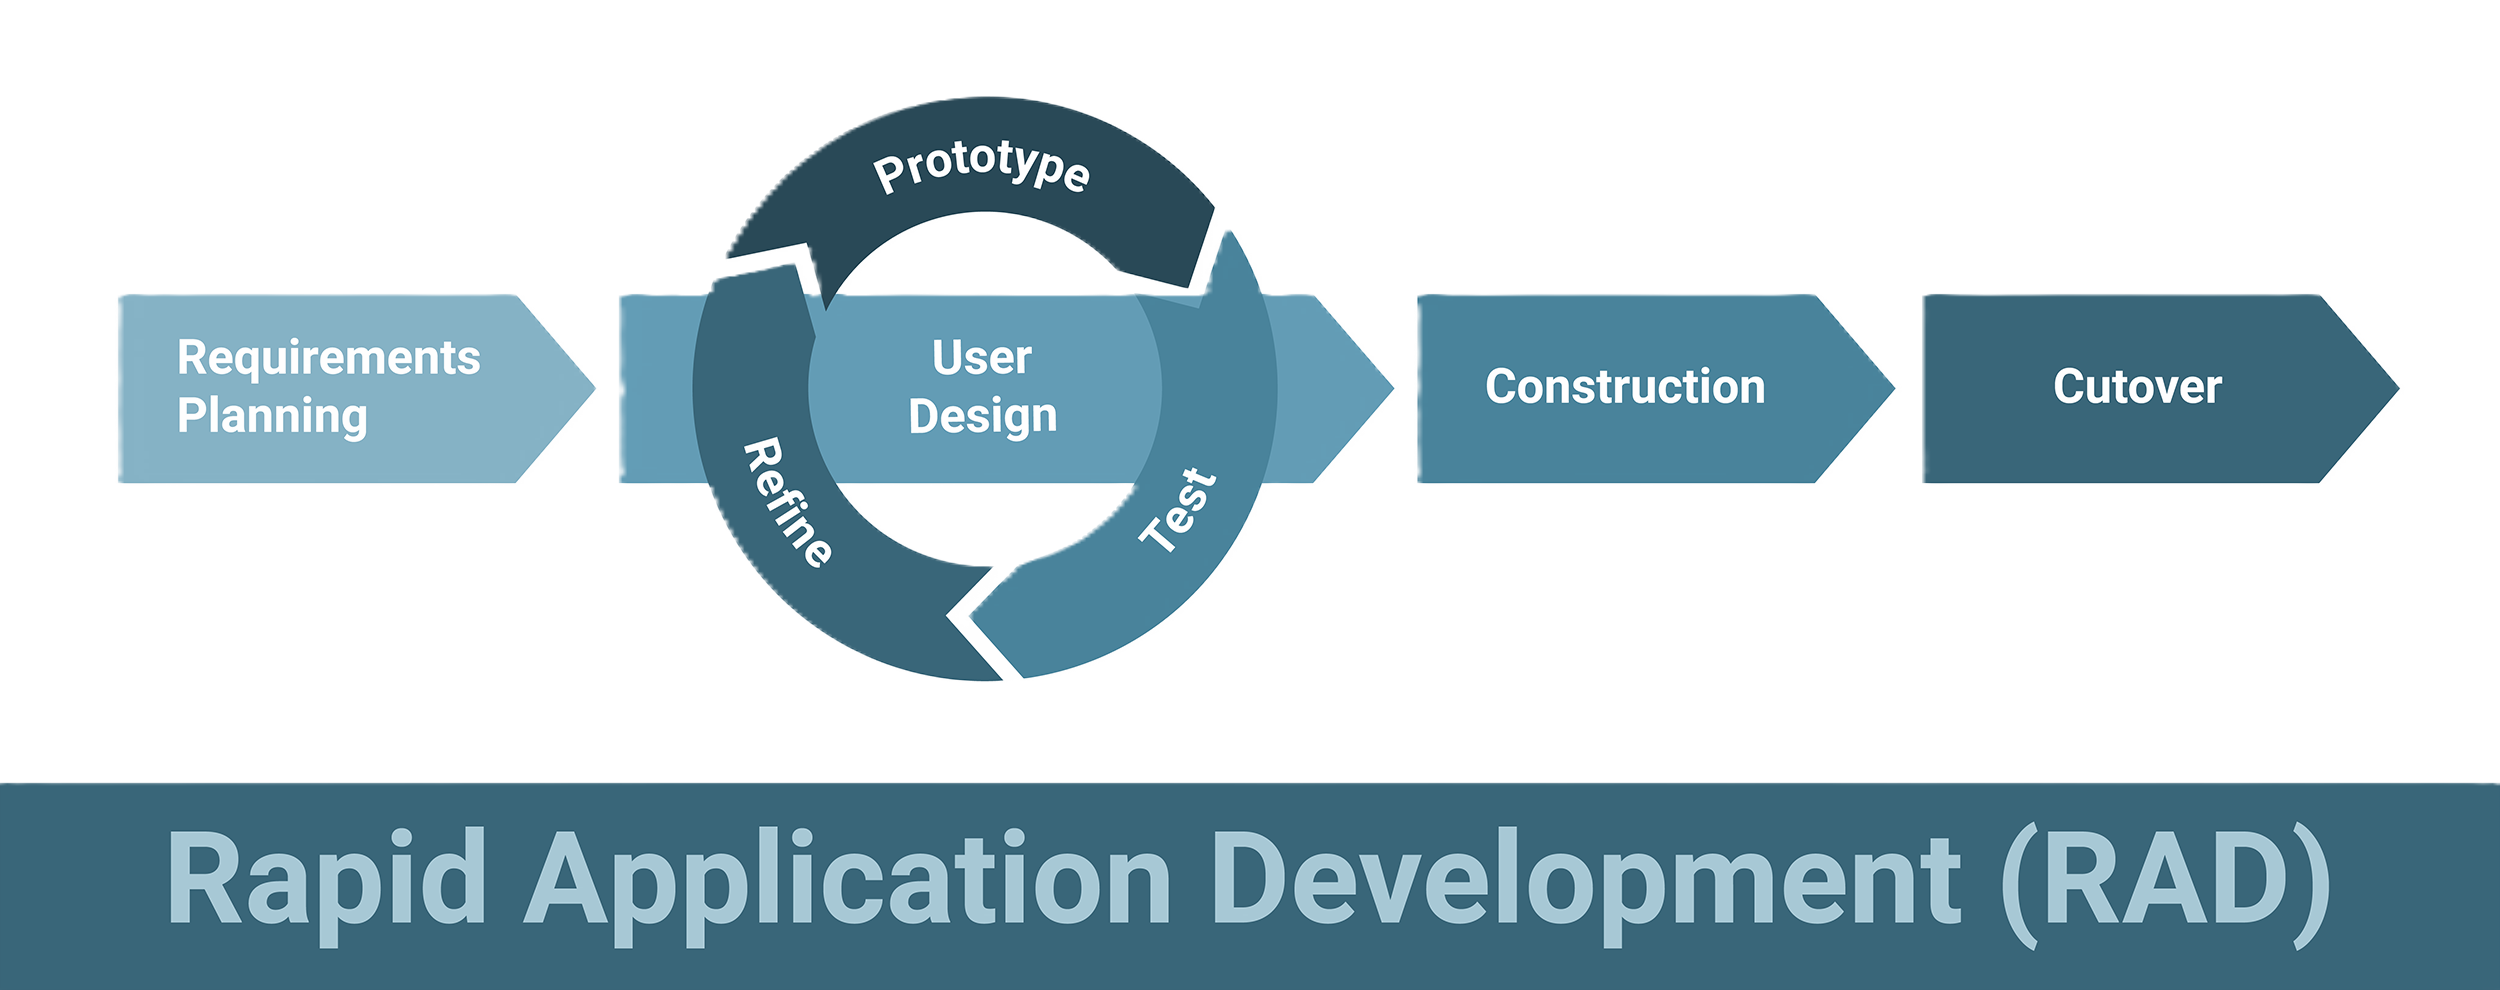 Prototype
Requirements
Planning
User
Design
Refine
Test
Construction
Cutover
Rapid Application Development (RAD)